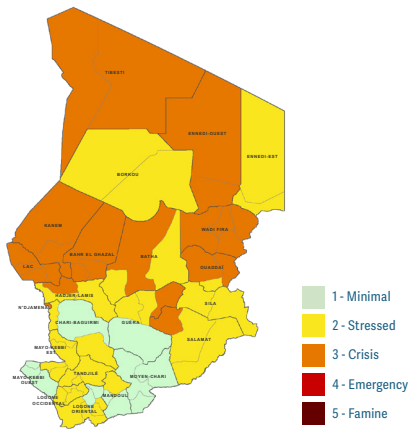 TIBESTI
ENNEDI-OUEST
ENNEDI-EST
BORKOU
KANEM
WADI FIRA
BATHA
BAHR EL GHAZAL
LAC
OUADDAI
HADJER-LAMIS
SILA
N'DJAMENA
CHARI-BAGUIRMI
GUERA
SALAMAT
MAYO-KEBBI
EST
TANDJILÉ
MOYEN-CHARI
MAYO-KEBBI
OUEST
LOGONE
OCCIDENTAL
MANDOUL
LOGONE
ORIENTAL
1 - Minimal
2 - Stressed
3 - Crisis
4 - Emergency
5 - Famine